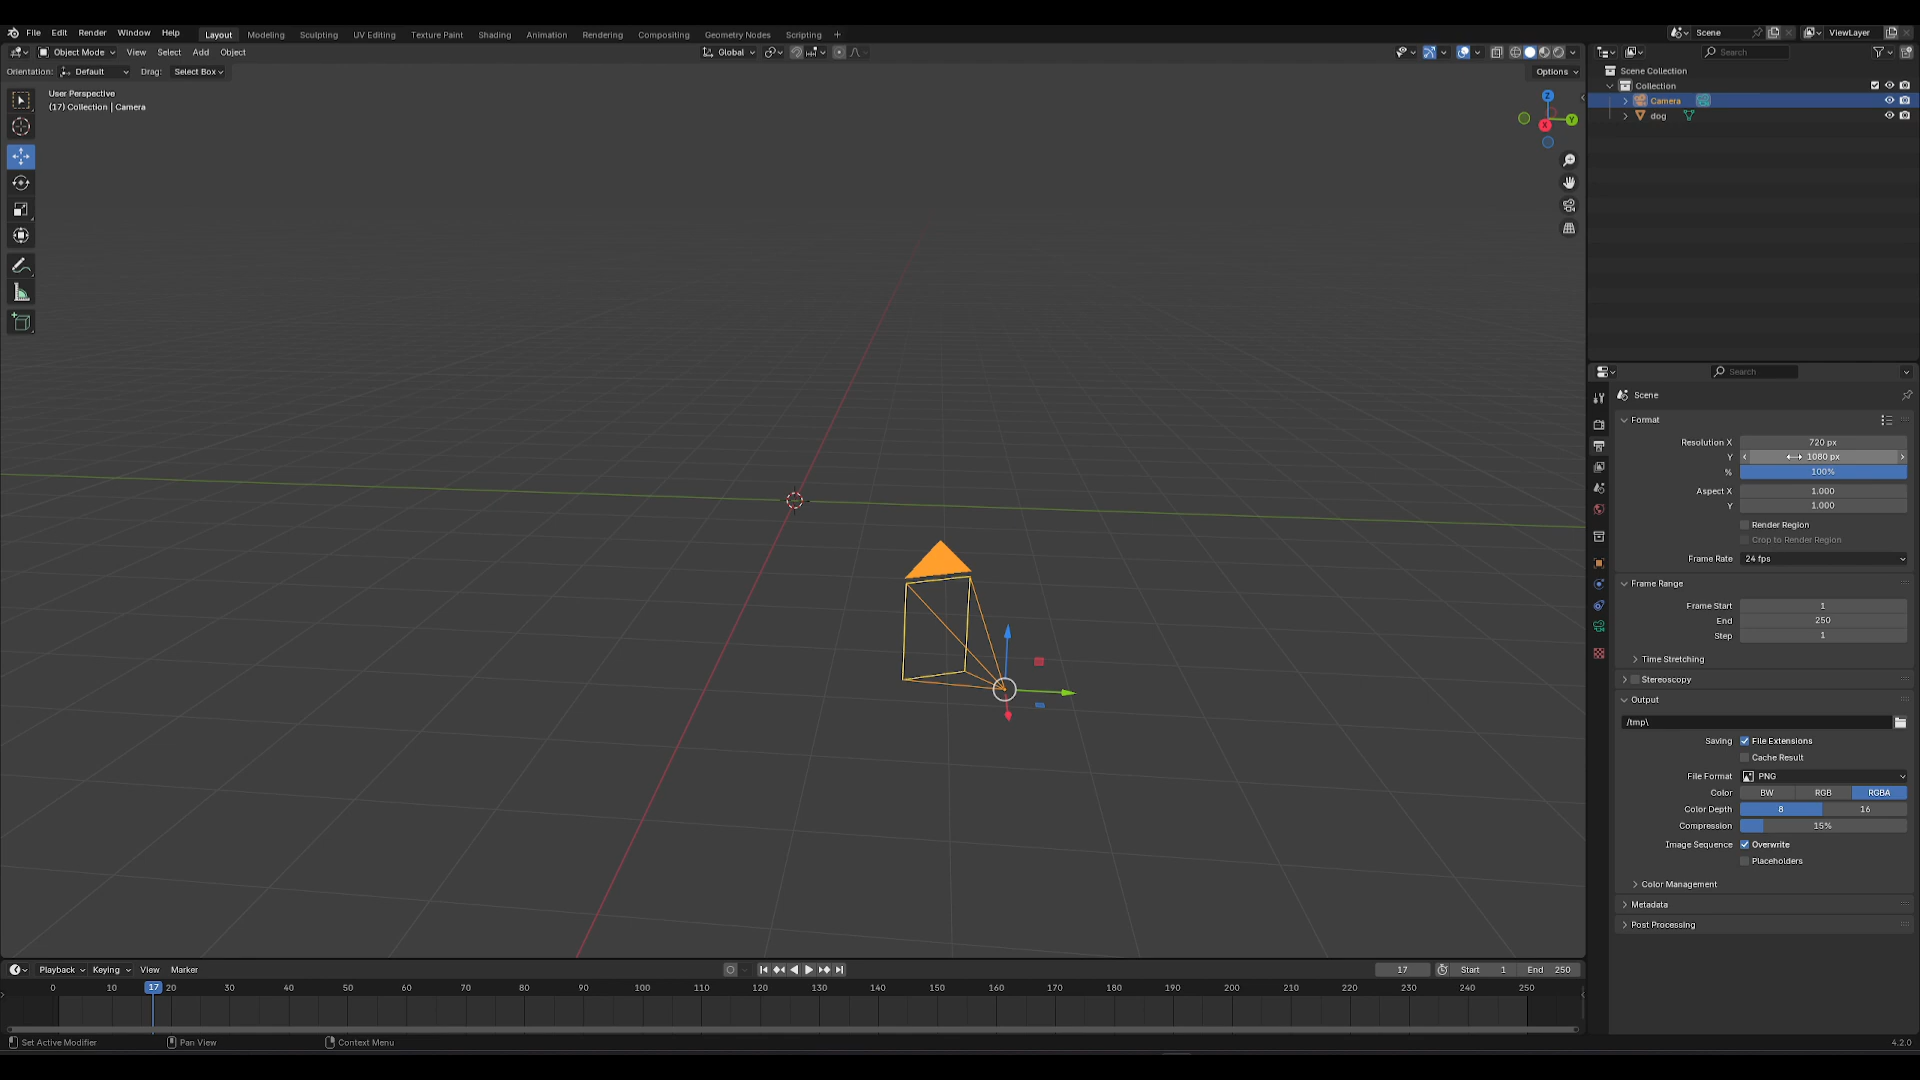 File Edit Render Window Help Layout Modeling Sculpting UV Editing Texture Paint Shading Animation Rendering Compositing Geometry Nodes Scripting + Scene ViewLayer
Object Mode View Select Add Object Global Search
Orientation: Default Drag: Select Box Options
User Perspective
(17) Collection | Camera
Z
Y
X
Scene Collection
Collection
Camera
dog
Search
Scene
Format
Resolution X 720 px
Y 1080 px
% 100%
Aspect X 1.000
Y 1.000
Render Region
Crop to Render Region
Frame Rate 24 fps
Frame Range
Frame Start 1
End 250
Step 1
Time Stretching
Stereoscopy
Output
/tmp\
Saving File Extensions
Cache Result
File Format PNG
Color BW RGB RGBA
Color Depth 8 16
Compression 15%
Image Sequence Overwrite
Placeholders
Color Management
Metadata
Post Processing
Playback Keying View Marker 17 Start 1 End 250
0 10 17 20 30 40 50 60 70 80 90 100 110 120 130 140 150 160 170 180 190 200 210 220 230 240 250
Set Active Modifier Pan View Context Menu 4.2.0